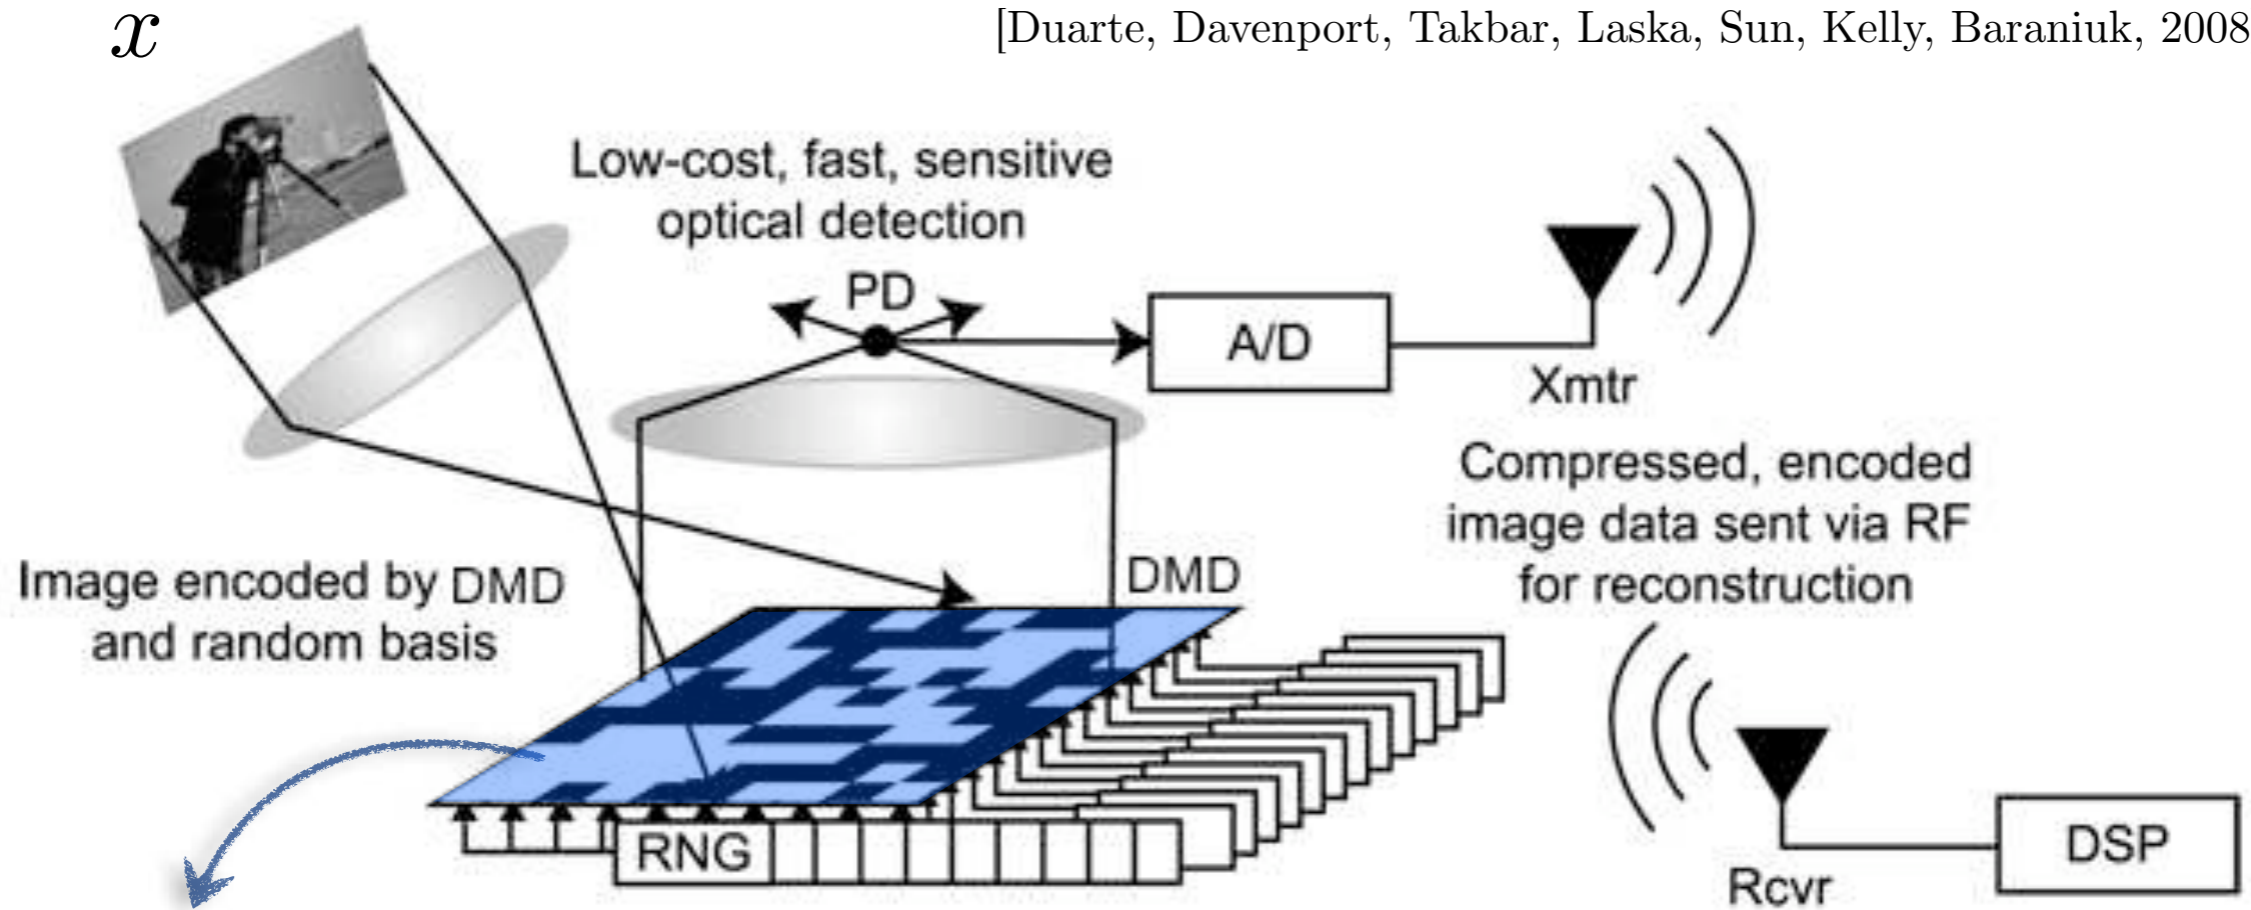 x
[Duarte, Davenport, Takbar, Laska, Sun, Kelly, Baraniuk, 2008
Low-cost, fast, sensitive
optical detection
PD
A/D
Xmtr
Compressed, encoded
image data sent via RF
for reconstruction
Image encoded by DMD
and random basis
DMD
RNG
Rcvr
DSP